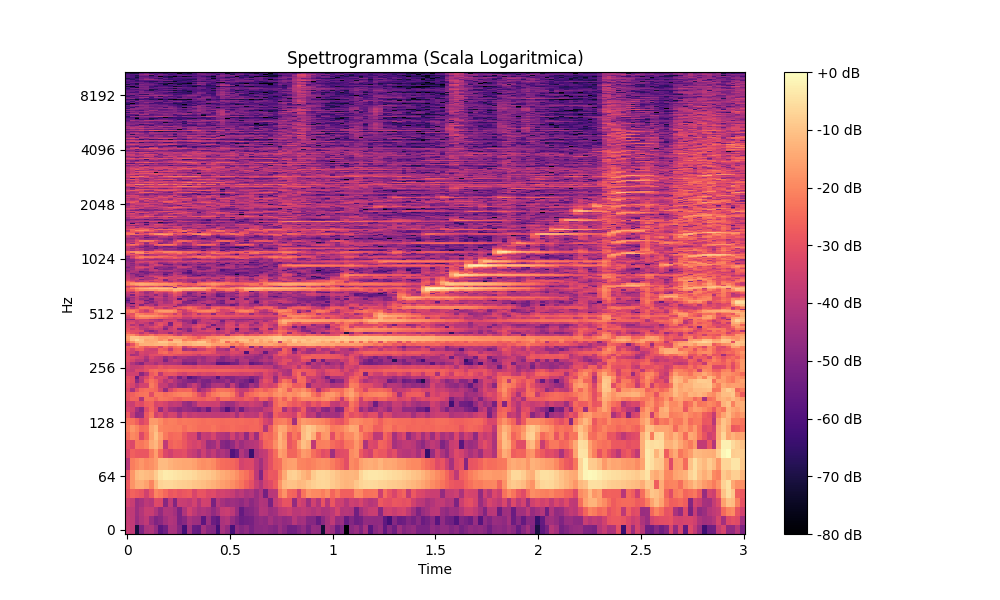 Spettrogramma (Scala Logaritmica)
Hz
8192
4096
2048
1024
512
256
128
64
0
0 0.5 1 1.5 2 2.5 3
Time
+0 dB
-10 dB
-20 dB
-30 dB
-40 dB
-50 dB
-60 dB
-70 dB
-80 dB